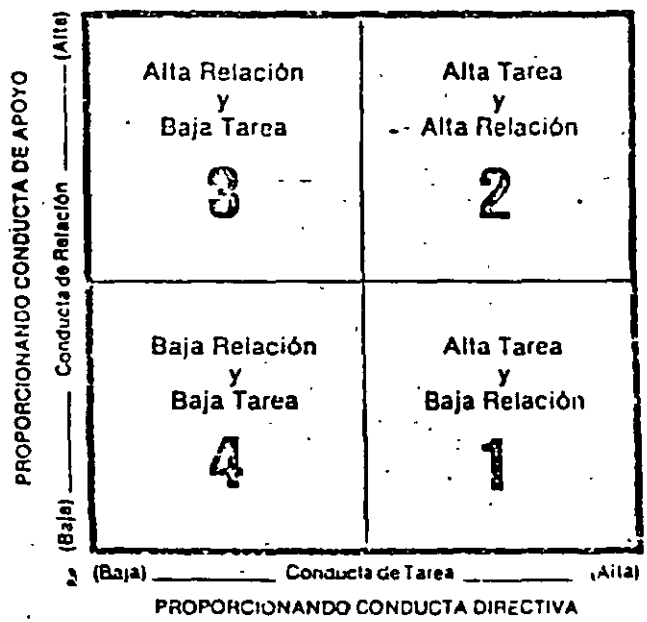 PROPORCIONANDO CONDUCTA DE APOYO
(Baja) Conducta de Relación (Alta)
Alta Relación
y
Baja Tarea
3
Alta Tarea
y
Alta Relación
2
Baja Relación
y
Baja Tarea
4
Alta Tarea
y
Baja Relación
1
(Baja) Conducta de Tarea (Alta)
PROPORCIONANDO CONDUCTA DIRECTIVA